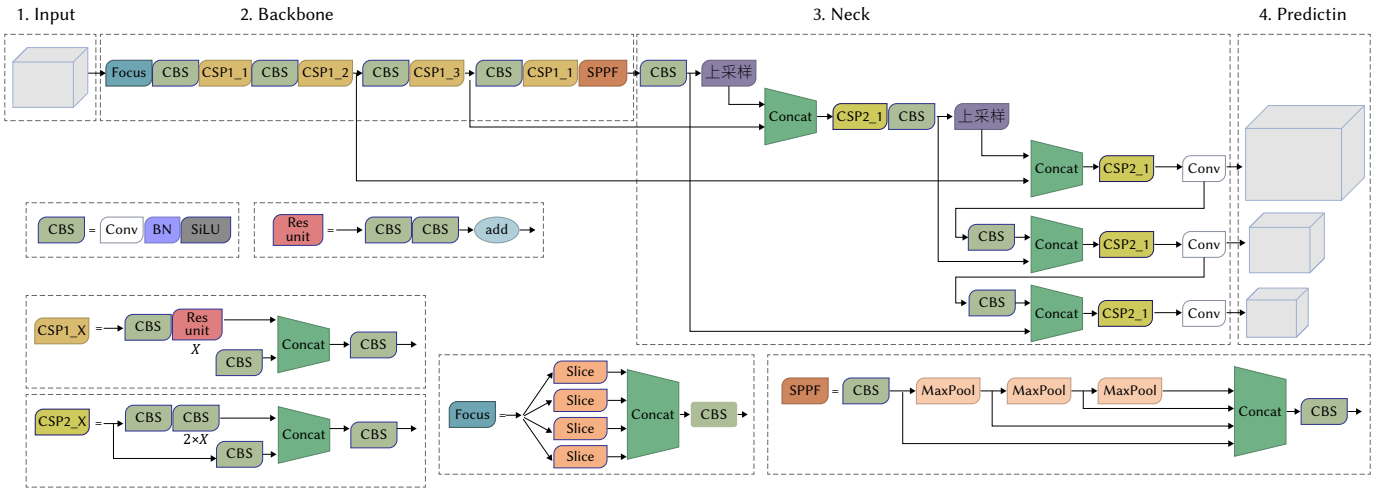 1. Input
2. Backbone
3. Neck
4. Predictin
Focus CBS CSP1_1 CBS CSP1_2 CBS CSP1_3 CBS CSP1_1 SPPF CBS 上采样
Concat CSP2_1 CBS 上采样
Concat CSP2_1 Conv
CBS Concat CSP2_1 Conv
CBS Concat CSP2_1 Conv
CBS = Conv BN SiLU
Res
unit
= CBS CBS add
CSP1_X = CBS
Res
unit
X
CBS
Concat CBS
CSP2_X = CBS CBS
2×X
CBS
Concat CBS
Focus =
Slice
Slice
Slice
Slice
Concat CBS
SPPF = CBS MaxPool MaxPool MaxPool
Concat CBS